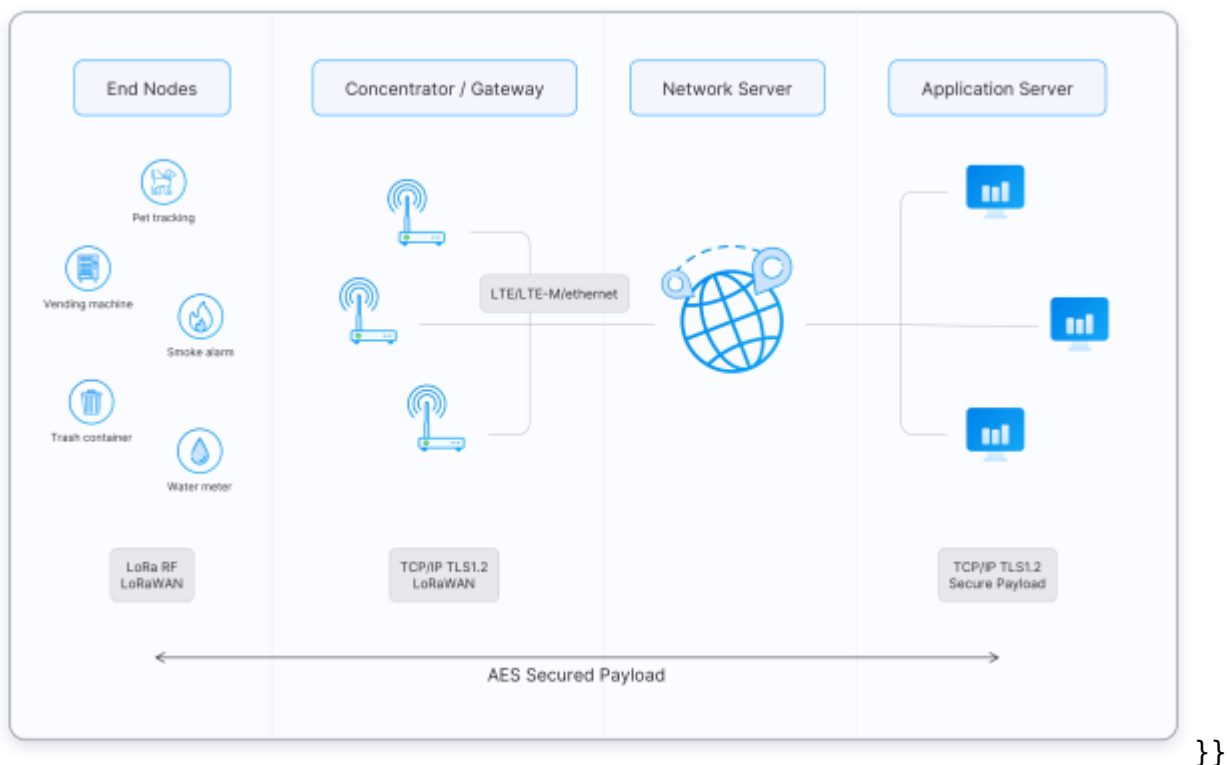 End Nodes
Concentrator / Gateway
Network Server
Application Server
Pet tracking
Vending machine
Smoke alarm
Trash container
Water meter
LTE/LTE-M/ethernet
LoRa RF
LoRaWAN
TCP/IP TLS1.2
LoRaWAN
TCP/IP TLS1.2
Secure Payload
AES Secured Payload
}}